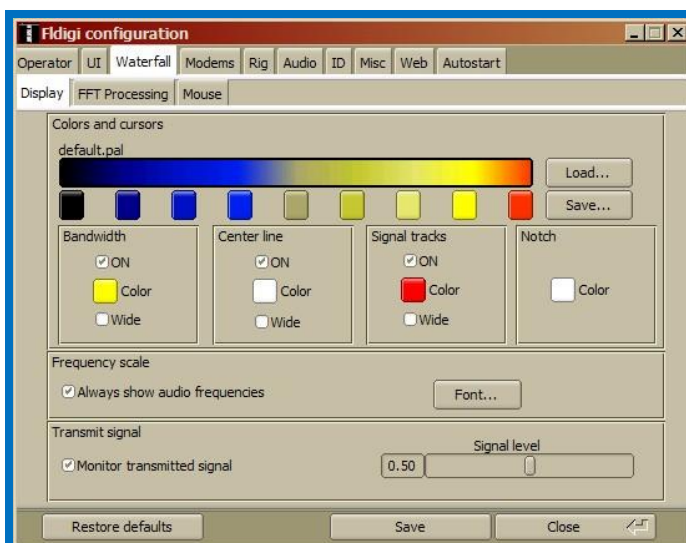 Fldigi configuration
Operator UI Waterfall Modems Rig Audio ID Misc Web Autostart
Display FFT Processing Mouse
Colors and cursors
default.pal
Load...
Save...
Bandwidth Center line Signal tracks Notch
ON ON ON
Color Color Color Color
Wide Wide Wide
Frequency scale
Always show audio frequencies Font...
Transmit signal
Signal level
Monitor transmitted signal 0.50
Restore defaults Save Close